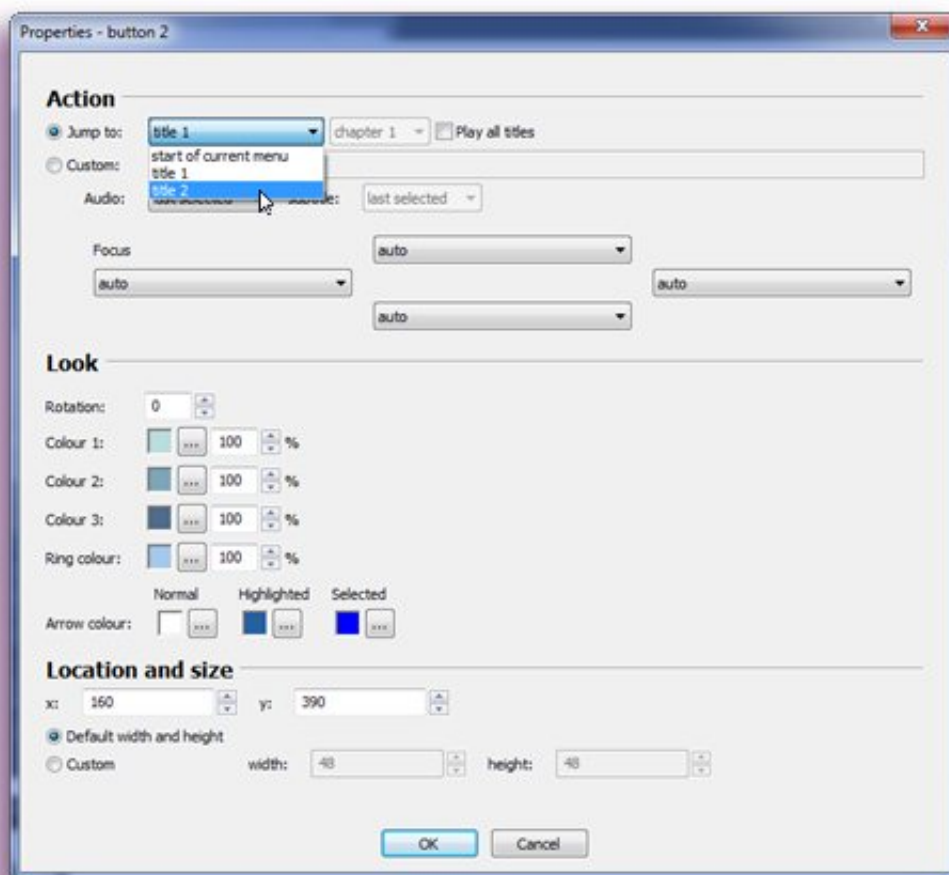 Properties - button 2
Action
Jump to: title 1 chapter 1 Play all titles
start of current menu
Custom: title 1
title 2
Audio: last selected last selected
Focus auto
auto auto
auto
Look
Rotation: 0
Colour 1: ... 100 %
Colour 2: ... 100 %
Colour 3: ... 100 %
Ring colour: ... 100 %
Normal Highlighted Selected
Arrow colour: ... ... ...
Location and size
x: 160 y: 390
Default width and height
Custom width: 48 height: 48
OK Cancel